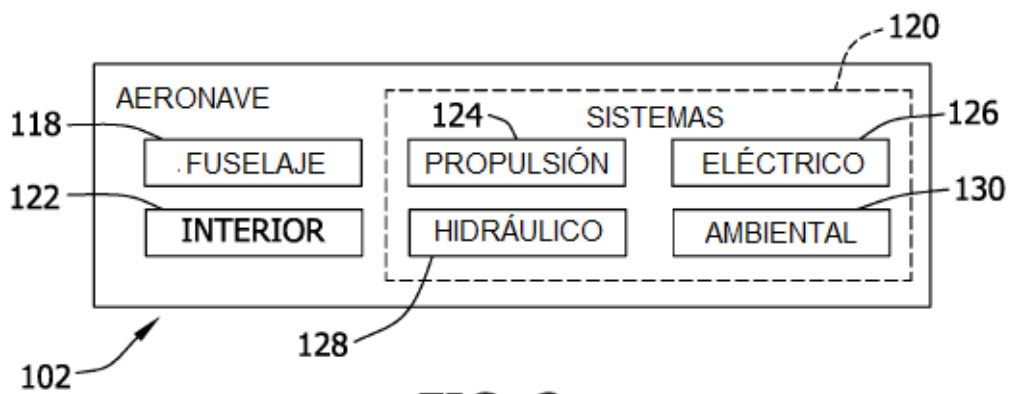 120
AERONAVE
SISTEMAS
118
124
126
.FUSELAJE
PROPULSIÓN
ELÉCTRICO
122
130
INTERIOR
HIDRÁULICO
AMBIENTAL
128
102